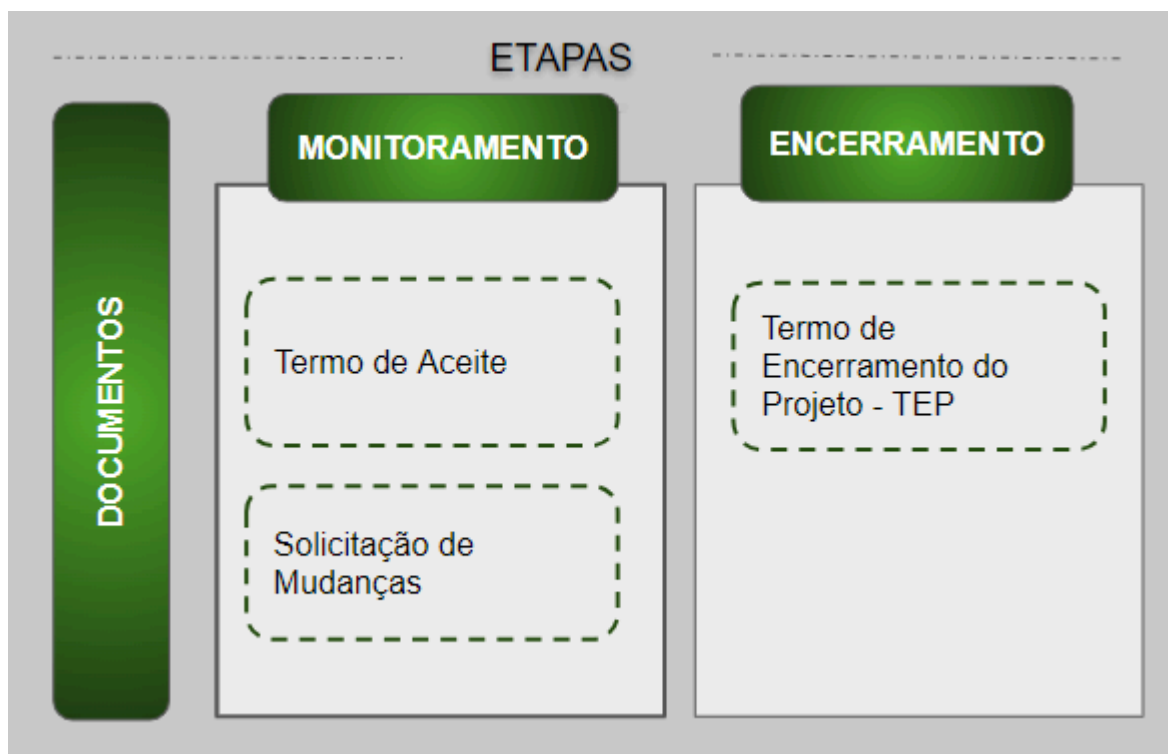 ETAPAS
MONITORAMENTO
ENCERRAMENTO
DOCUMENTOS
Termo de Aceite
Solicitação de
Mudanças
Termo de
Encerramento do
Projeto - TEP